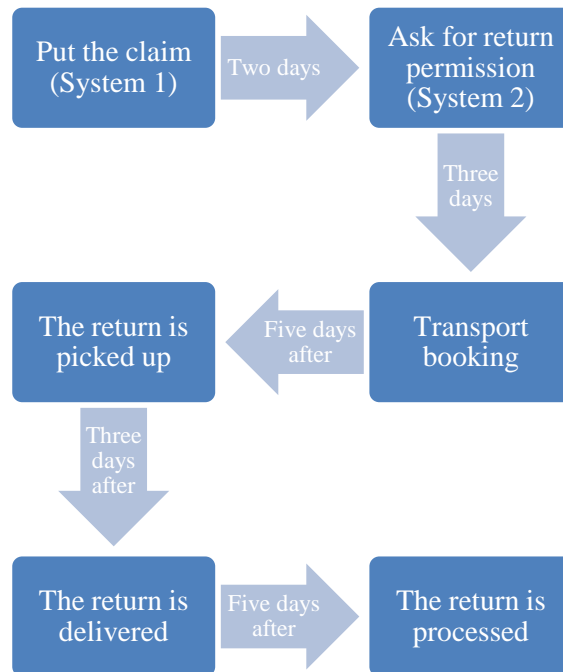 Put the claim
(System 1)
Two days
Ask for return
permission
(System 2)
Three
days
Transport
booking
Five days
after
The return is
picked up
Three
days
after
The return is
delivered
Five days
after
The return is
processed